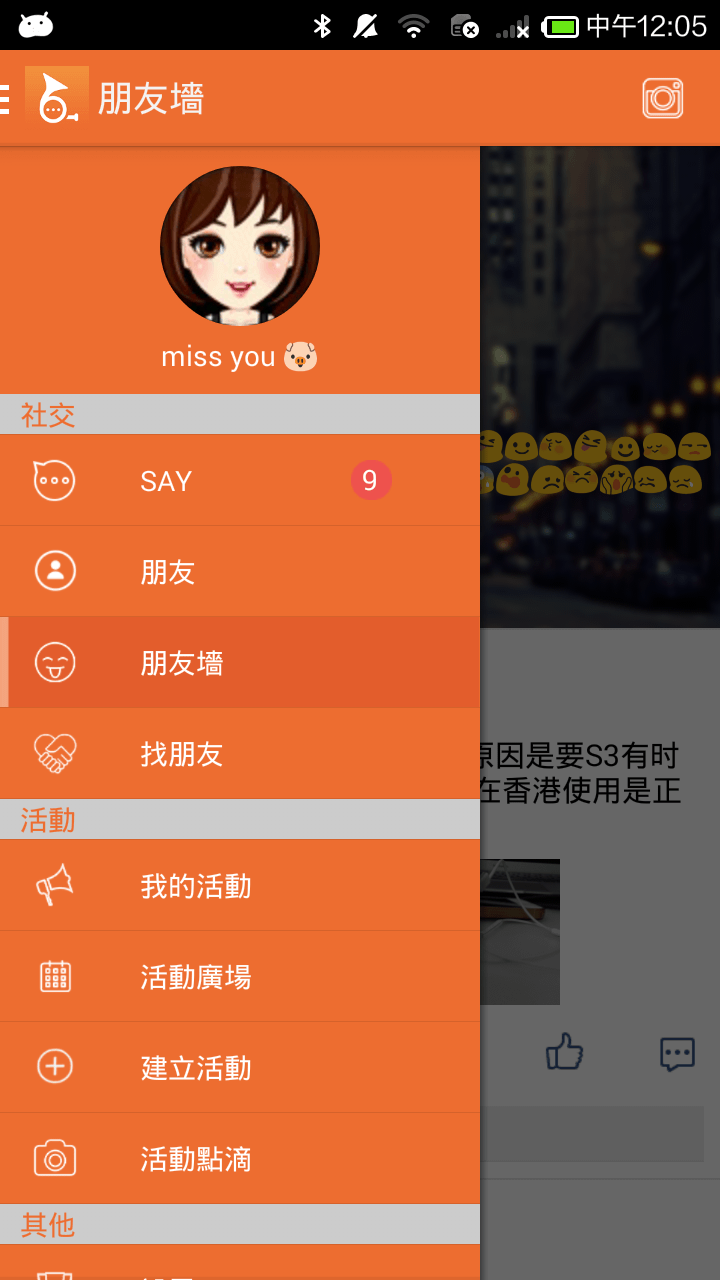 中午12:05
朋友墻
miss you 🐷
社交
SAY 9
朋友
朋友墻
找朋友
原因是要S3有时
在香港使用是正
活動
我的活動
活動廣場
建立活動
活動點滴
其他